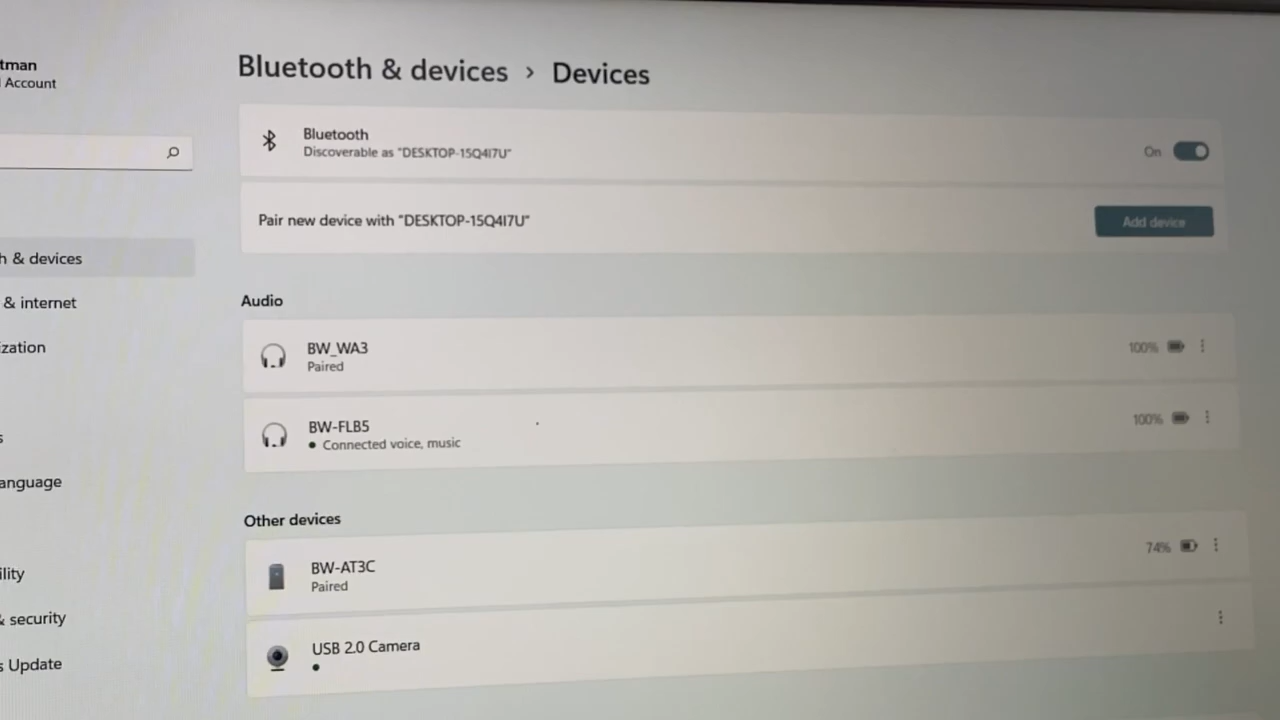 tman
Account
Bluetooth & devices > Devices
Bluetooth
Discoverable as "DESKTOP-15Q4I7U"
On
Pair new device with "DESKTOP-15Q4I7U"
Add device
h & devices
& internet
zation
s
anguage
ility
& security
s Update
Audio
BW_WA3
Paired
100%
BW-FLB5
Connected voice, music
100%
Other devices
BW-AT3C
Paired
74%
USB 2.0 Camera